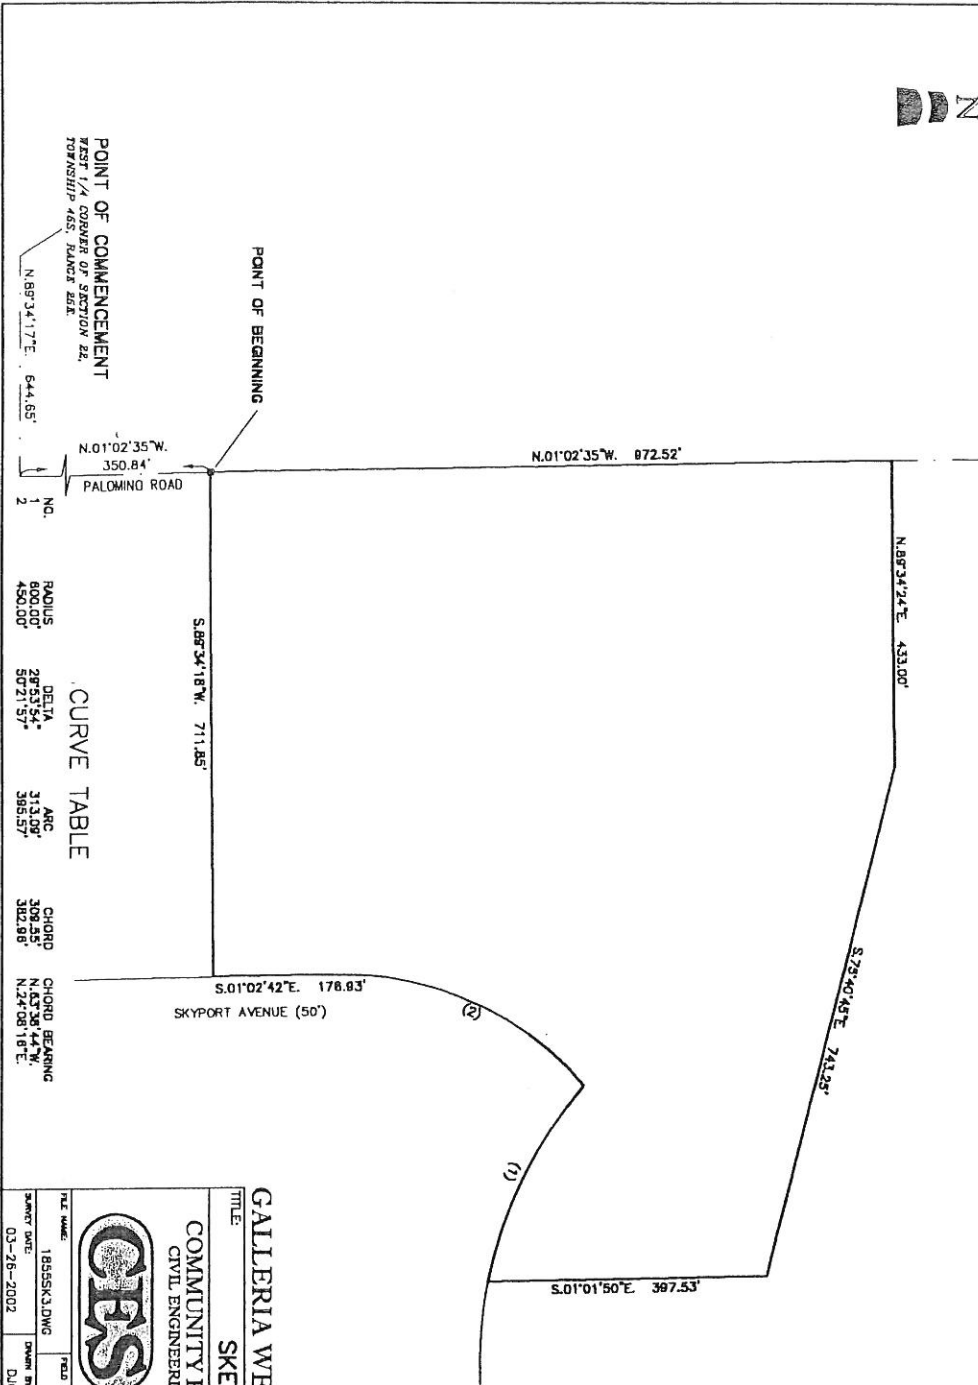 N
POINT OF COMMENCEMENT
WEST 1/4 CORNER OF SECTION 22,
TOWNSHIP 46S, RANGE 25E.
N.89°34'17"E. 644.65'
POINT OF BEGINNING
N.01°02'35"W.
350.84'
PALOMINO ROAD
N.01°02'35"W. 972.52'
N.89°34'24"E. 433.00'
S.75°40'45"E. 743.25'
S.01°01'50"E. 397.53'
(1)
(2)
S.01°02'42"E. 176.93'
SKYPORT AVENUE (50')
S.89°34'18"W. 711.85'
CURVE TABLE
NO. RADIUS DELTA ARC CHORD CHORD BEARING
1 600.00' 29°53'54" 313.09' 309.55' N.63°38'44"W.
2 450.00' 50°21'57" 395.57' 382.96' N.24°08'16"E.
GALLERIA WE
TITLE: SKE
COMMUNITY
CIVIL ENGINEERI
CES
FILE NAME: 1855SK3.DWG
FIELD
SURVEY DATE: 03-26-2002
DRAWN B